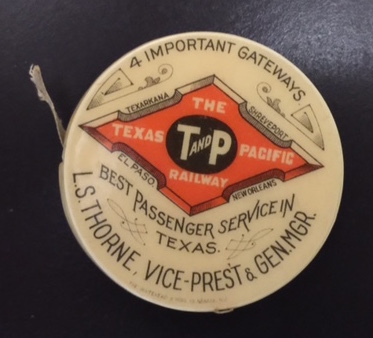 4 IMPORTANT GATEWAYS
TEXARKANA
SHREVEPORT
THE
TEXAS T AND P PACIFIC
RAILWAY
EL PASO
NEW ORLEANS
BEST PASSENGER SERVICE IN
TEXAS.
L.S. THORNE, VICE-PREST & GEN. MGR.